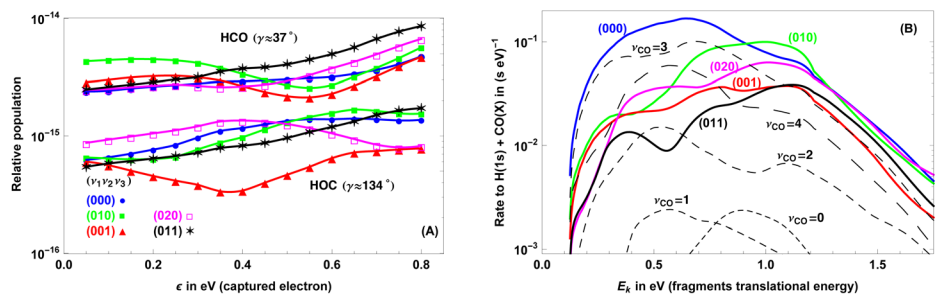 10⁻¹⁴
10⁻¹⁵
10⁻¹⁶
Relative population
HCO (γ≈37°)
HOC (γ≈134°)
(ν₁ν₂ν₃)
(000)
(010) (020)
(001) (011)
(A)
0.0 0.2 0.4 0.6 0.8
ϵ in eV (captured electron)
10⁻¹
10⁻²
10⁻³
Rate to H(1s) + CO(X) in (s eV)⁻¹
(B)
(000)
(010)
νCO=3
(020)
(001)
(011)
νCO=4
νCO=2
νCO=1
νCO=0
0.0 0.5 1.0 1.5
Eₖ in eV (fragments translational energy)